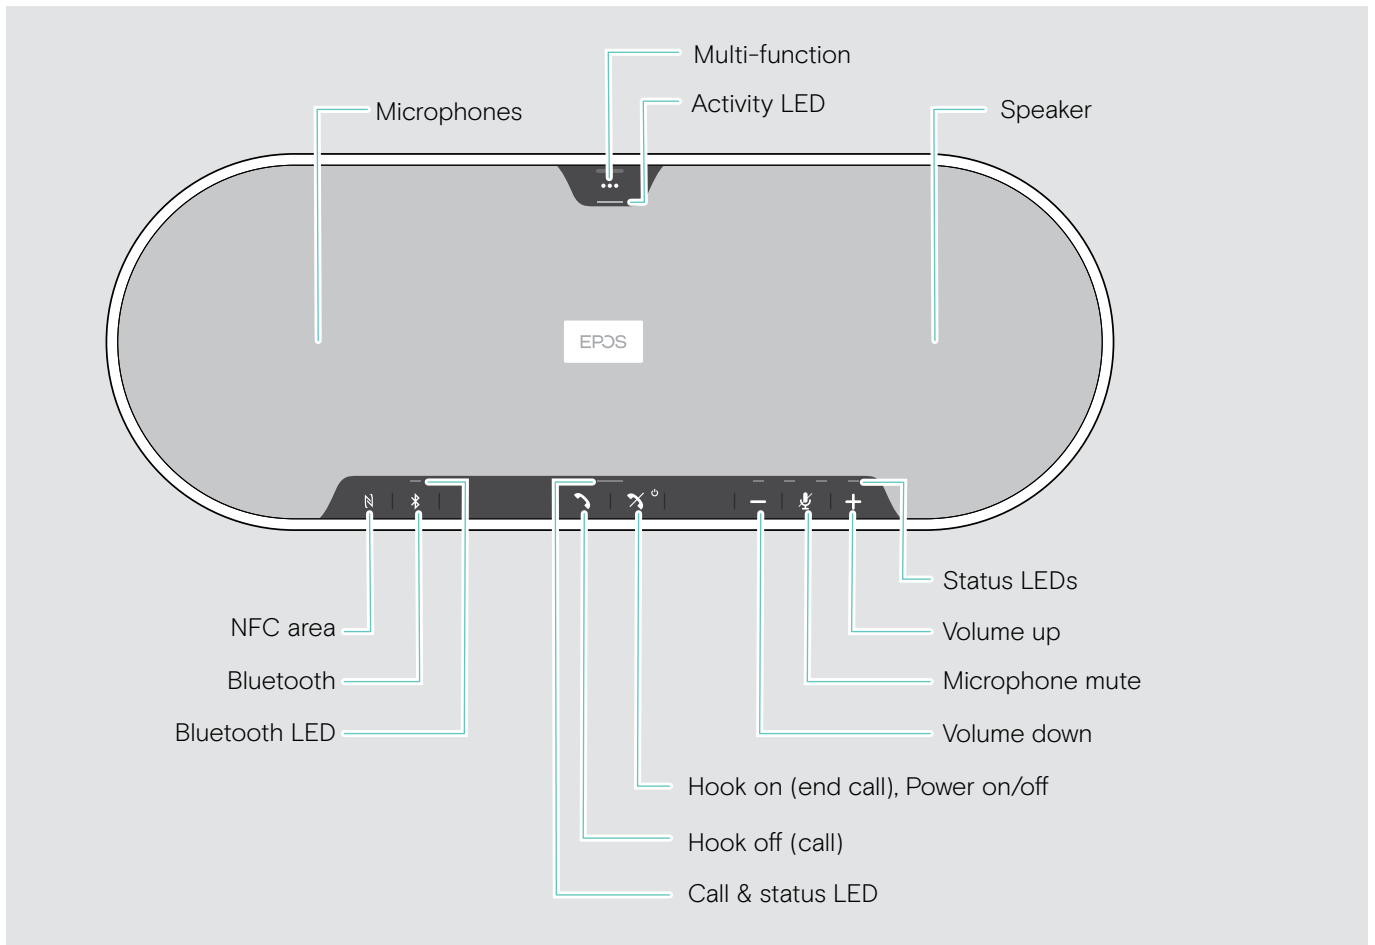 Multi-function
Activity LED
Microphones
Speaker
EPOS
Status LEDs
NFC area
Volume up
Bluetooth
Microphone mute
Bluetooth LED
Volume down
Hook on (end call), Power on/off
Hook off (call)
Call & status LED